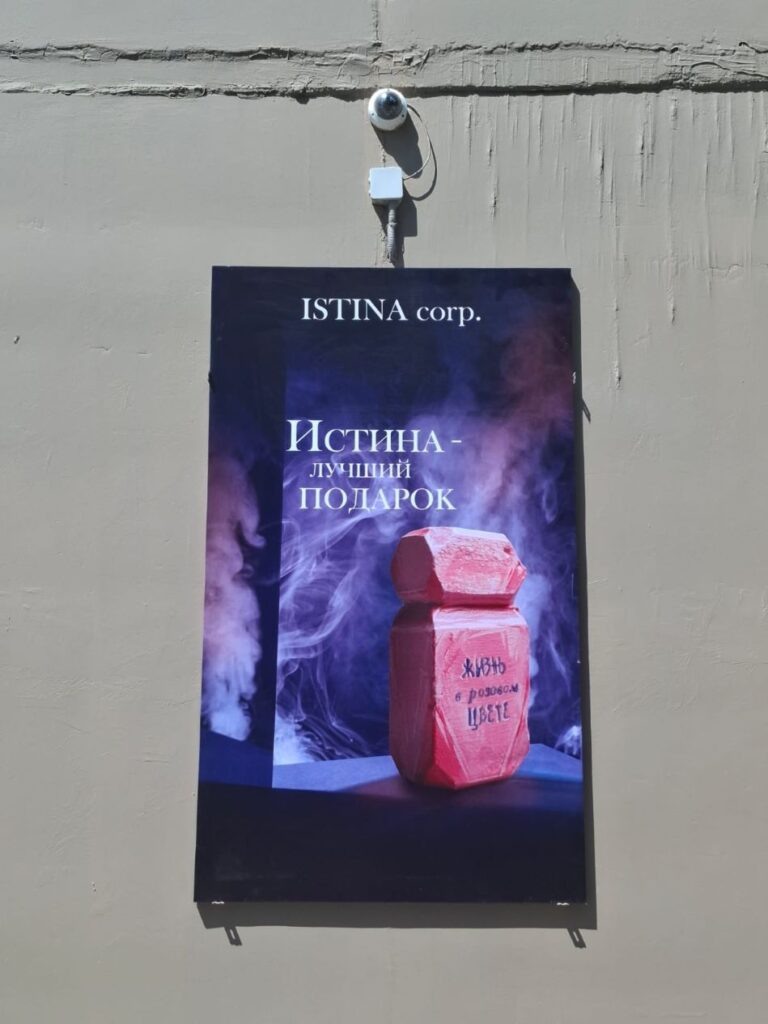 ISTINA corp.
ИСТИНА -
ЛУЧШИЙ
ПОДАРОК
ЖИЗНЬ
в розовом
ЦВЕТЕ